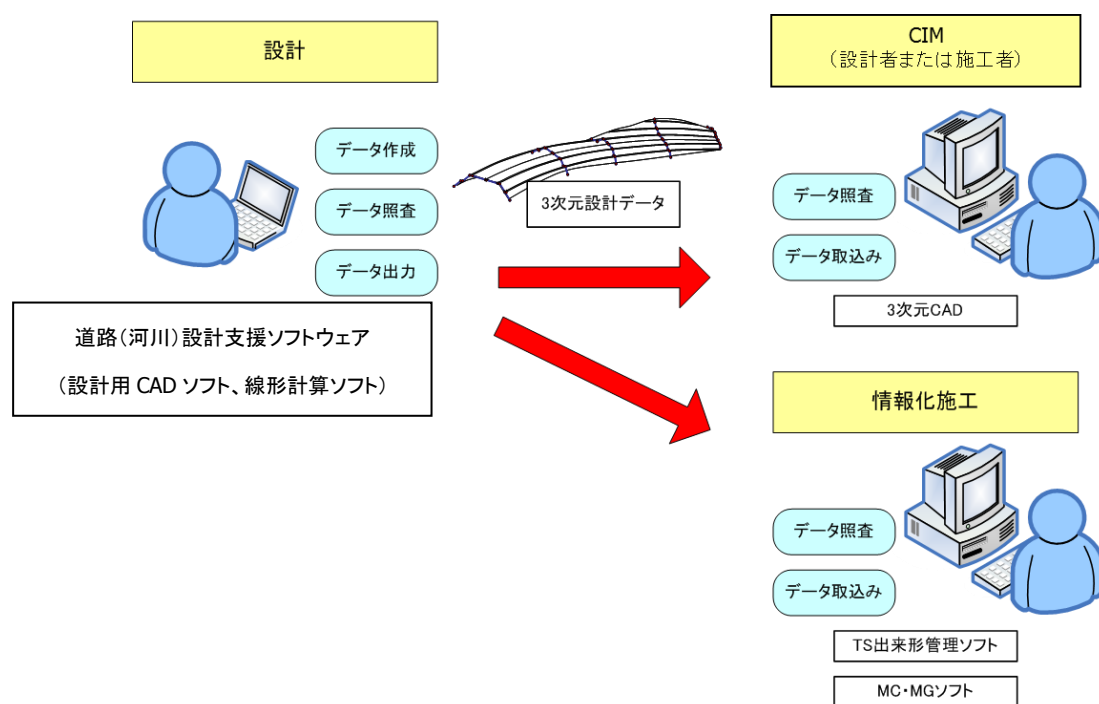 設計
データ作成
データ照査
データ出力
道路(河川)設計支援ソフトウェア
(設計用 CAD ソフト、線形計算ソフト)
3次元設計データ
CIM
(設計者または施工者)
データ照査
データ取込み
3次元CAD
情報化施工
データ照査
データ取込み
TS出来形管理ソフト
MC・MGソフト